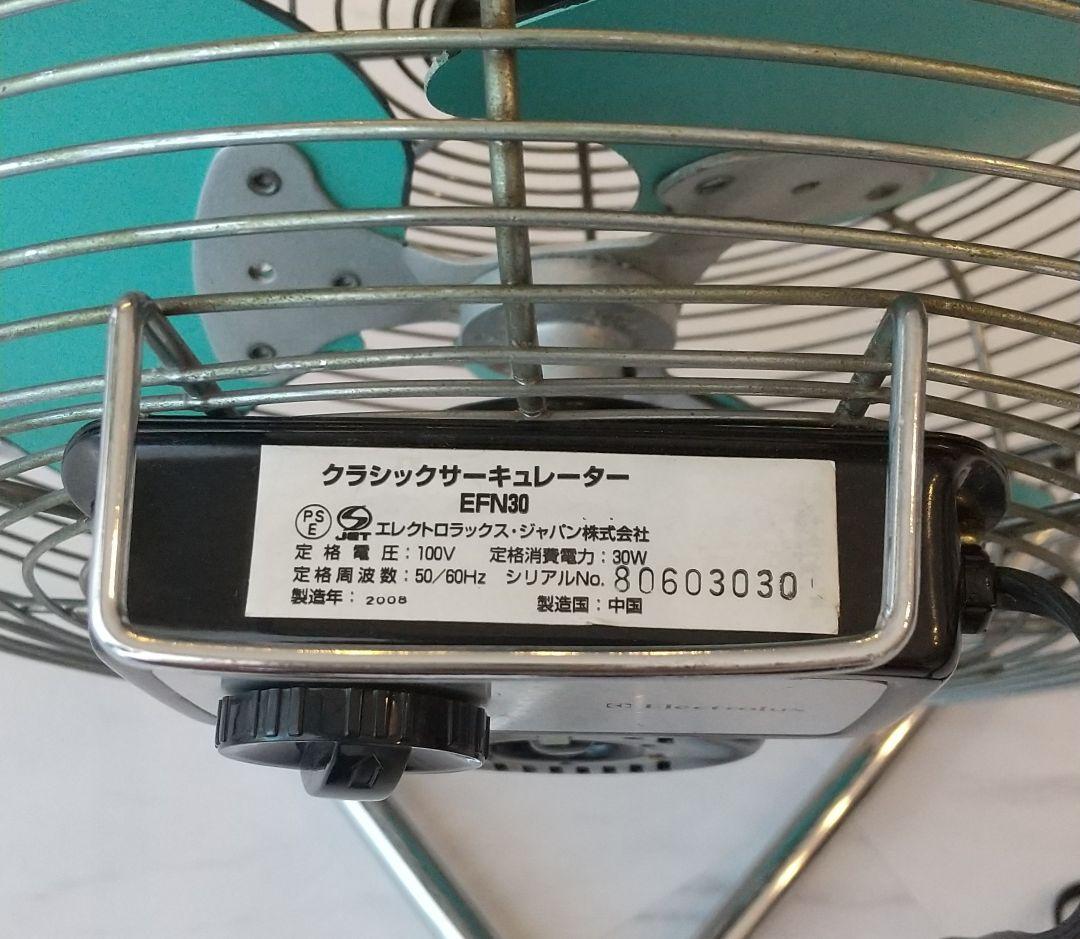 クラシックサーキュレーター
EFN30
PS E JET エレクトロラックス・ジャパン株式会社
定格電圧：100V 定格消費電力：30W
定格周波数：50/60Hz シリアルNo. 80603030
製造年：2008 製造国：中国
Electrolux